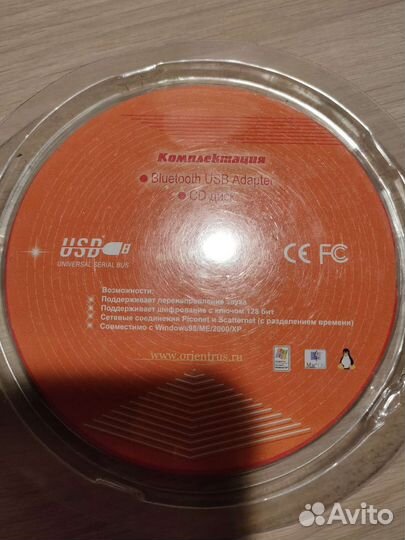 Комплектация
Bluetooth USB Adapter
CD диск
USB
UNIVERSAL SERIAL BUS
CE FC
Возможности:
Поддерживает перенаправление звука
Поддерживает шифрование с ключом 128 бит
Сетевые соединения Piconet и Scatternet (с разделением времени)
Совместимо с Windows98/ME/2000/XP
www.orientrus.ru
Mac
Avito